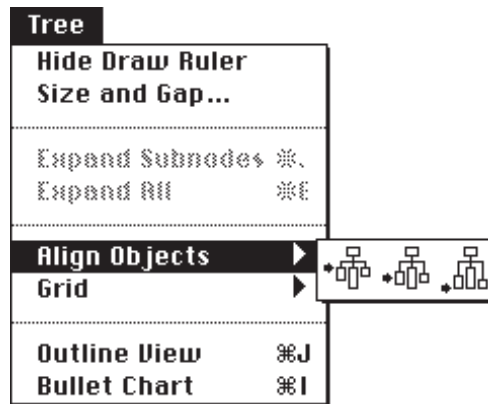 Tree
Hide Draw Ruler
Size and Gap...
Expand Subnodes ⌘.
Expand All ⌘E
Align Objects
Grid
Outline View ⌘J
Bullet Chart ⌘I